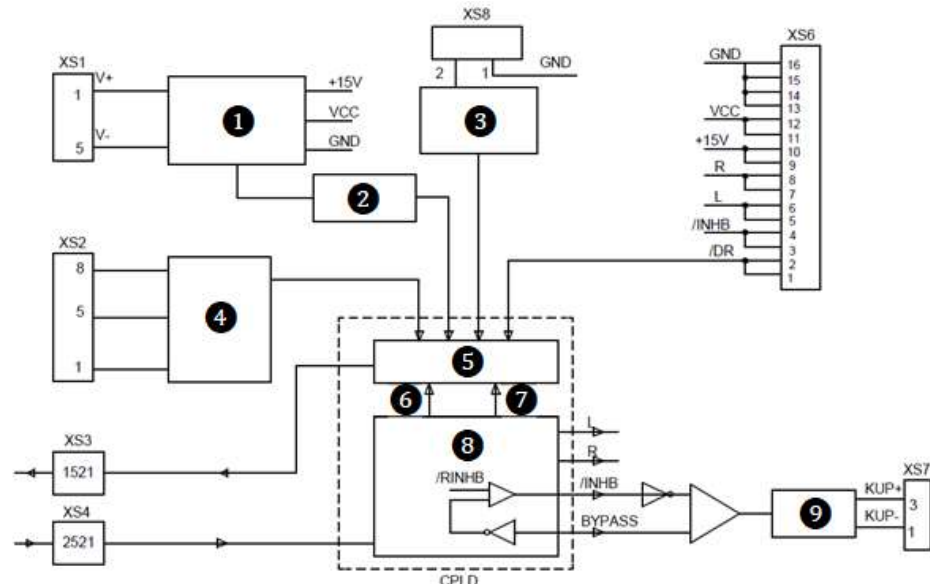 XS8
2 1 GND
XS6
GND 16
15
14
13
VCC 12
11
+15V 10
9
R 8
7
L 6
5
/INHB 4
3
/DR 2
1
XS1
1 V+
5 V-
1
+15V
VCC
GND
2
3
XS2
8
5
1
4
5
6 7
8
XS3
1521
XS4
2521
L
R
/RINHB
/INHB
BYPASS
CPLD
9
KUP+
KUP-
XS7
3
1